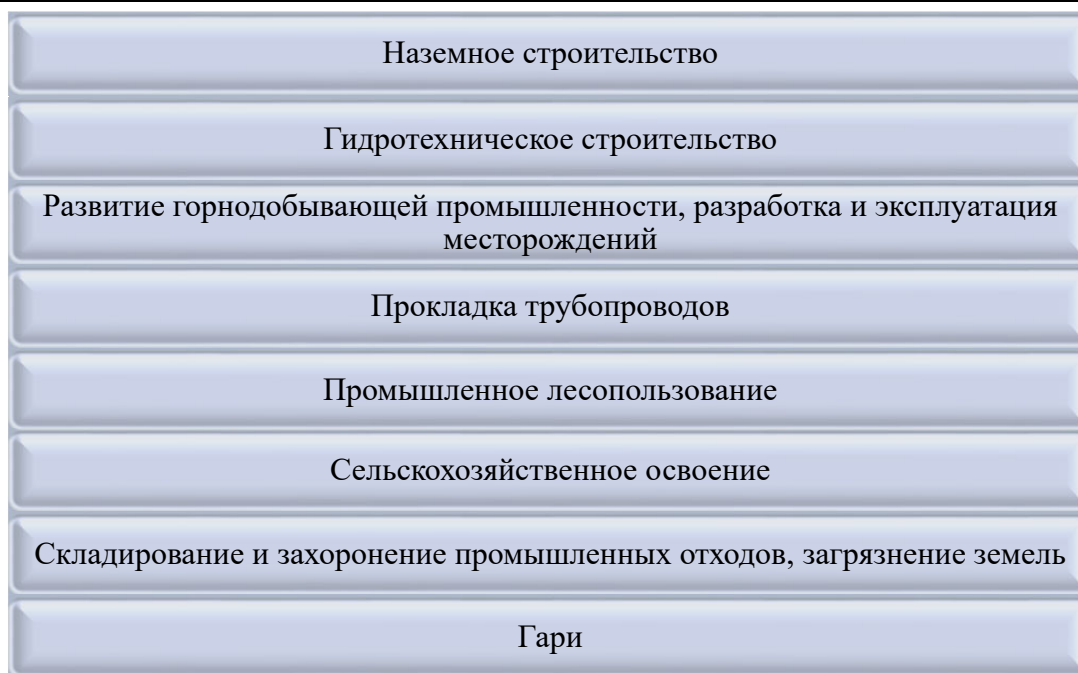 Наземное строительство
Гидротехническое строительство
Развитие горнодобывающей промышленности, разработка и эксплуатация
месторождений
Прокладка трубопроводов
Промышленное лесопользование
Сельскохозяйственное освоение
Складирование и захоронение промышленных отходов, загрязнение земель
Гари